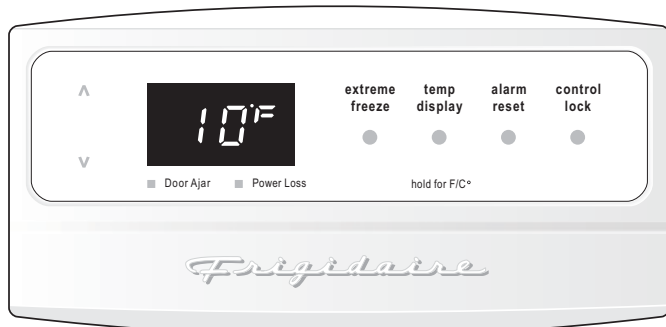 extreme freeze
temp display
alarm reset
control lock
10°F
Door Ajar
Power Loss
hold for F/C°
Frigidaire